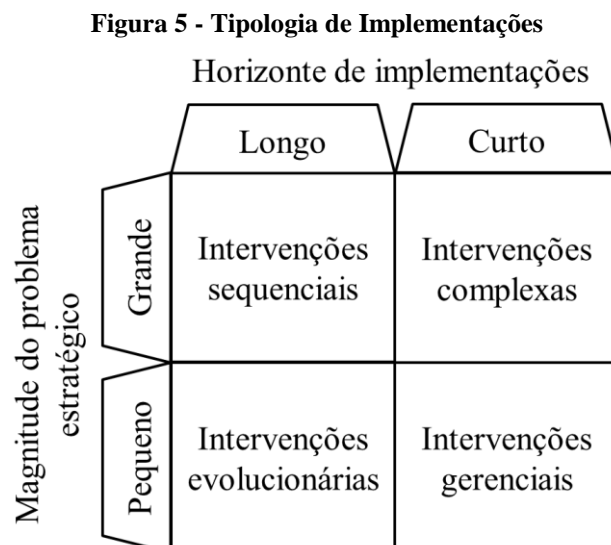 Figura 5 - Tipologia de Implementações
Horizonte de implementações
Longo
Curto
Magnitude do problema
estratégico
Grande
Intervenções
sequenciais
Intervenções
complexas
Pequeno
Intervenções
evolucionárias
Intervenções
gerenciais